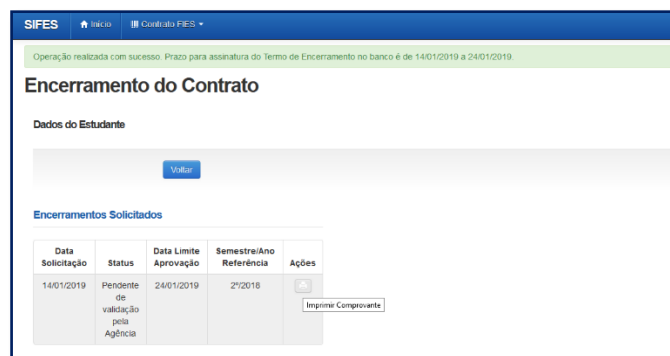 SIFES Início Contrato FIES
Operação realizada com sucesso. Prazo para assinatura do Termo de Encerramento no banco é de 14/01/2019 a 24/01/2019.
Encerramento do Contrato
Dados do Estudante
Voltar
Encerramentos Solicitados
Data Solicitação Status Data Limite Aprovação Semestre/Ano Referência Ações
14/01/2019 Pendente de validação pela Agência 24/01/2019 2º/2018
Imprimir Comprovante